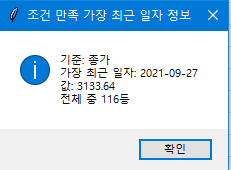 조건 만족 가장 최근 일자 정보
기준: 종가
가장 최근 일자: 2021-09-27
값: 3133.64
전체 중 116등
확인